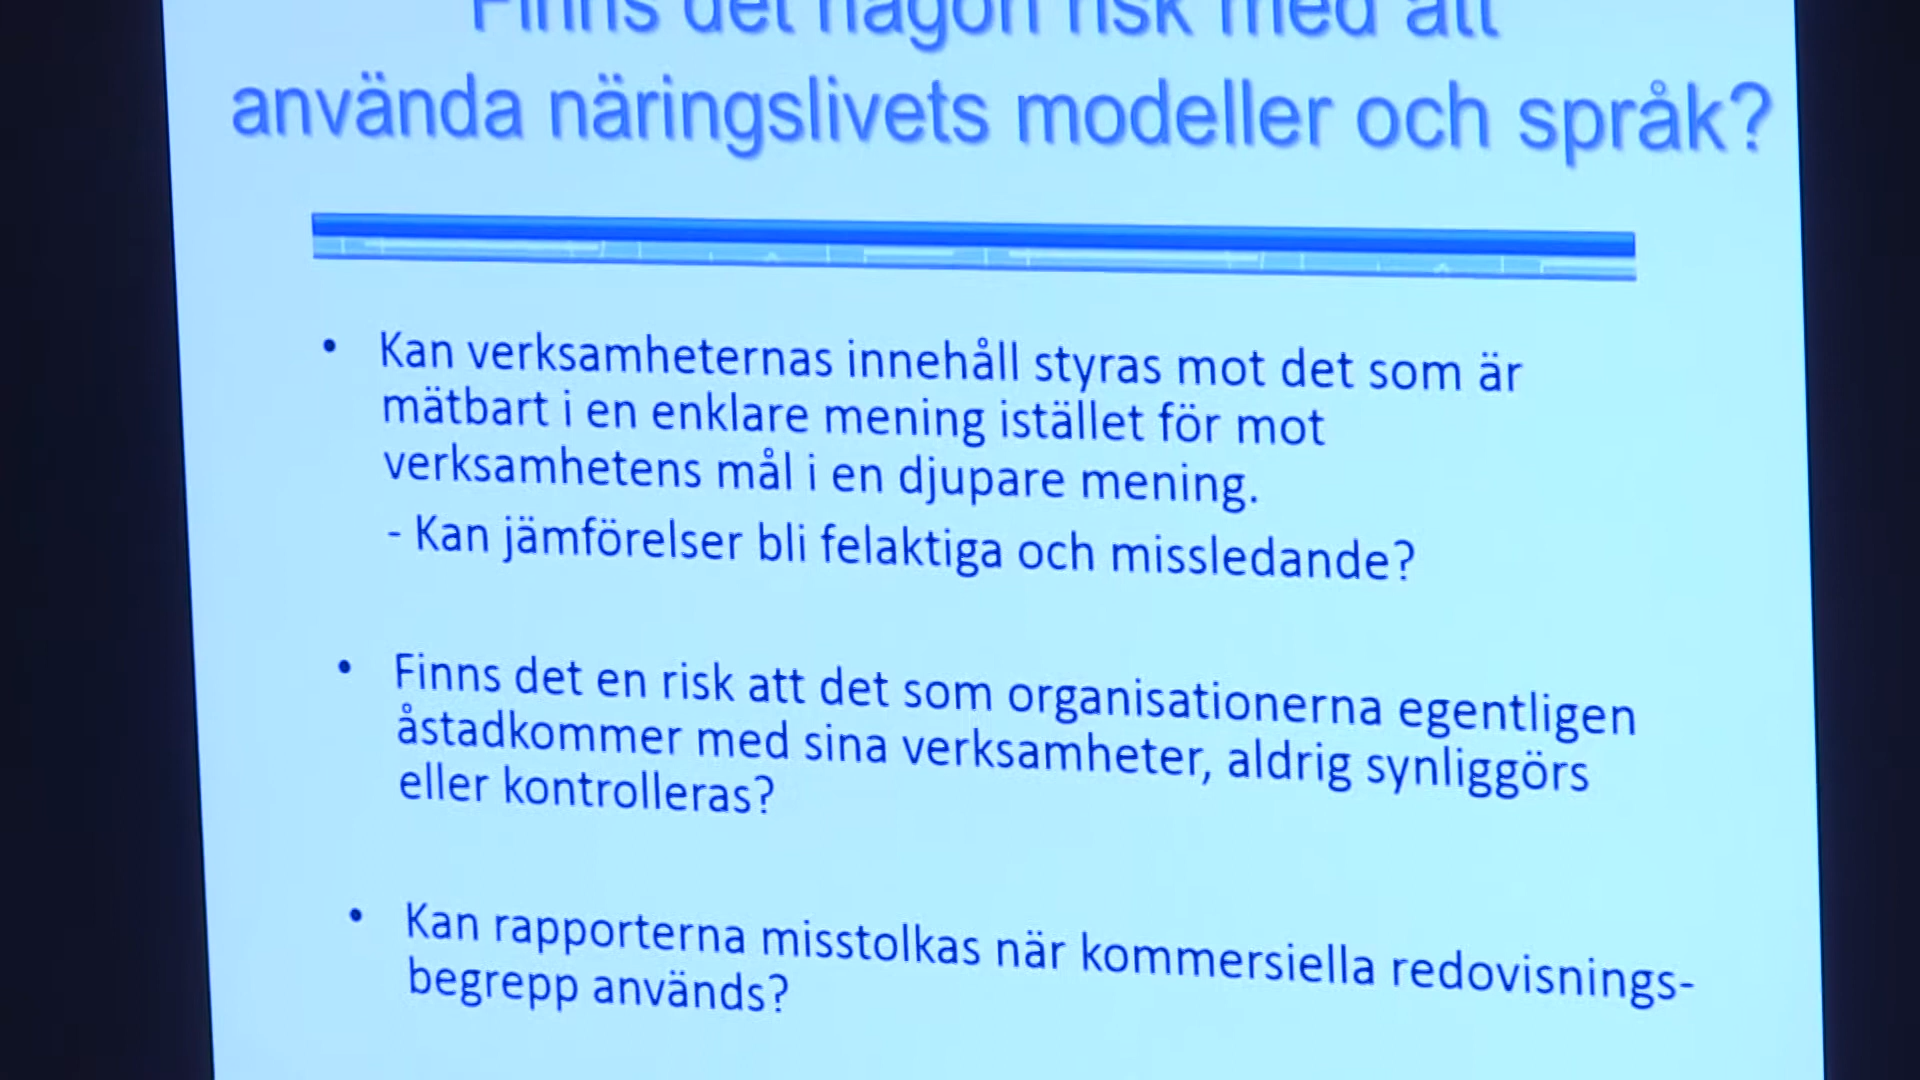 Finns det någon risk med att
använda näringslivets modeller och språk?
• Kan verksamheternas innehåll styras mot det som är
mätbart i en enklare mening istället för mot
verksamhetens mål i en djupare mening.
- Kan jämförelser bli felaktiga och missledande?
• Finns det en risk att det som organisationerna egentligen
åstadkommer med sina verksamheter, aldrig synliggörs
eller kontrolleras?
• Kan rapporterna misstolkas när kommersiella redovisnings-
begrepp används?